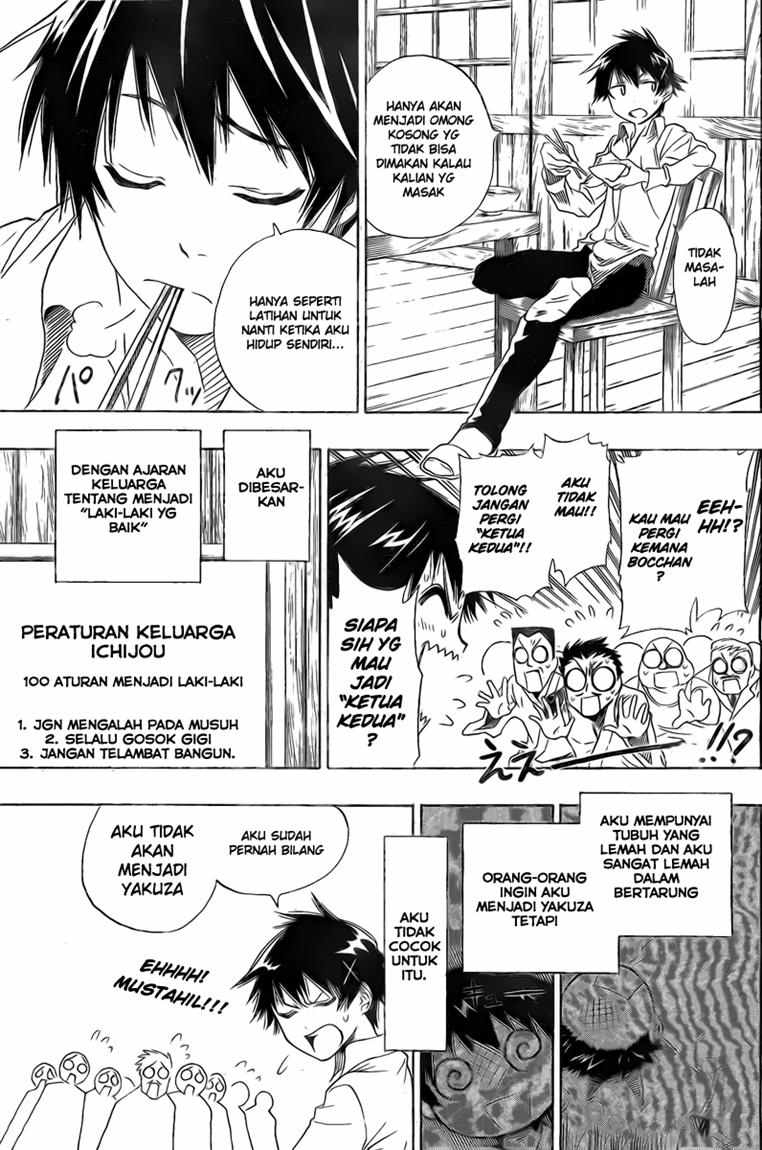 TIDAK
MASA-
LAH
HANYA AKAN
MENJADI OMONG
KOSONG YG
TIDAK BISA
DIMAKAN KALAU
KALIAN YG
MASAK
HANYA SEPERTI
LATIHAN UNTUK
NANTI KETIKA AKU
HIDUP SENDIRI...
パクッ
EEH-
HH!?
KAU MAU
PERGI
KEMANA
BOCCHAN
?
AKU
TIDAK
MAU!!
TOLONG
JANGAN
PERGI
"KETUA
KEDUA"!!
ええー!!?
SIAPA
SIH YG
MAU
JADI
"KETUA
KEDUA"
?
AKU
DIBESAR-
KAN
DENGAN AJARAN
KELUARGA
TENTANG MENJADI
"LAKI-LAKI YG
BAIK"
PERATURAN KELUARGA
ICHIJOU
100 ATURAN MENJADI LAKI-LAKI
1. JGN MENGALAH PADA MUSUH
2. SELALU GOSOK GIGI
3. JANGAN TELAMBAT BANGUN.
AKU MEMPUNYAI
TUBUH YANG
LEMAH DAN AKU
SANGAT LEMAH
DALAM
BERTARUNG
ORANG-ORANG
INGIN AKU
MENJADI YAKUZA
TETAPI
AKU
TIDAK
COCOK
UNTUK
ITU.
AKU SUDAH
PERNAH BILANG
AKU TIDAK
AKAN
MENJADI
YAKUZA
EHHHH!
MUSTAHIL!!!